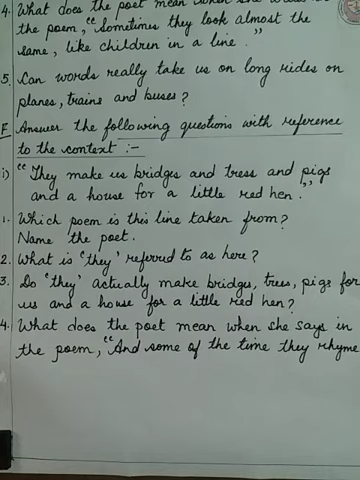 4. What does the poet mean when she
the poem, "Sometimes they look almost the
same, like children in a line."
5. Can words really take us on long rides on
planes, trains and buses?
F Answer the following questions with reference
to the context :-
i) "They make us bridges and tress and pigs
and a house for a little red hen."
1. Which poem is this line taken from?
Name the poet.
2. What is 'they' referred to as here?
3. Do 'they' actually make bridges, trees, pigs for
us and a house for a little red hen?
4. What does the poet mean when she says in
the poem, "And some of the time they rhyme